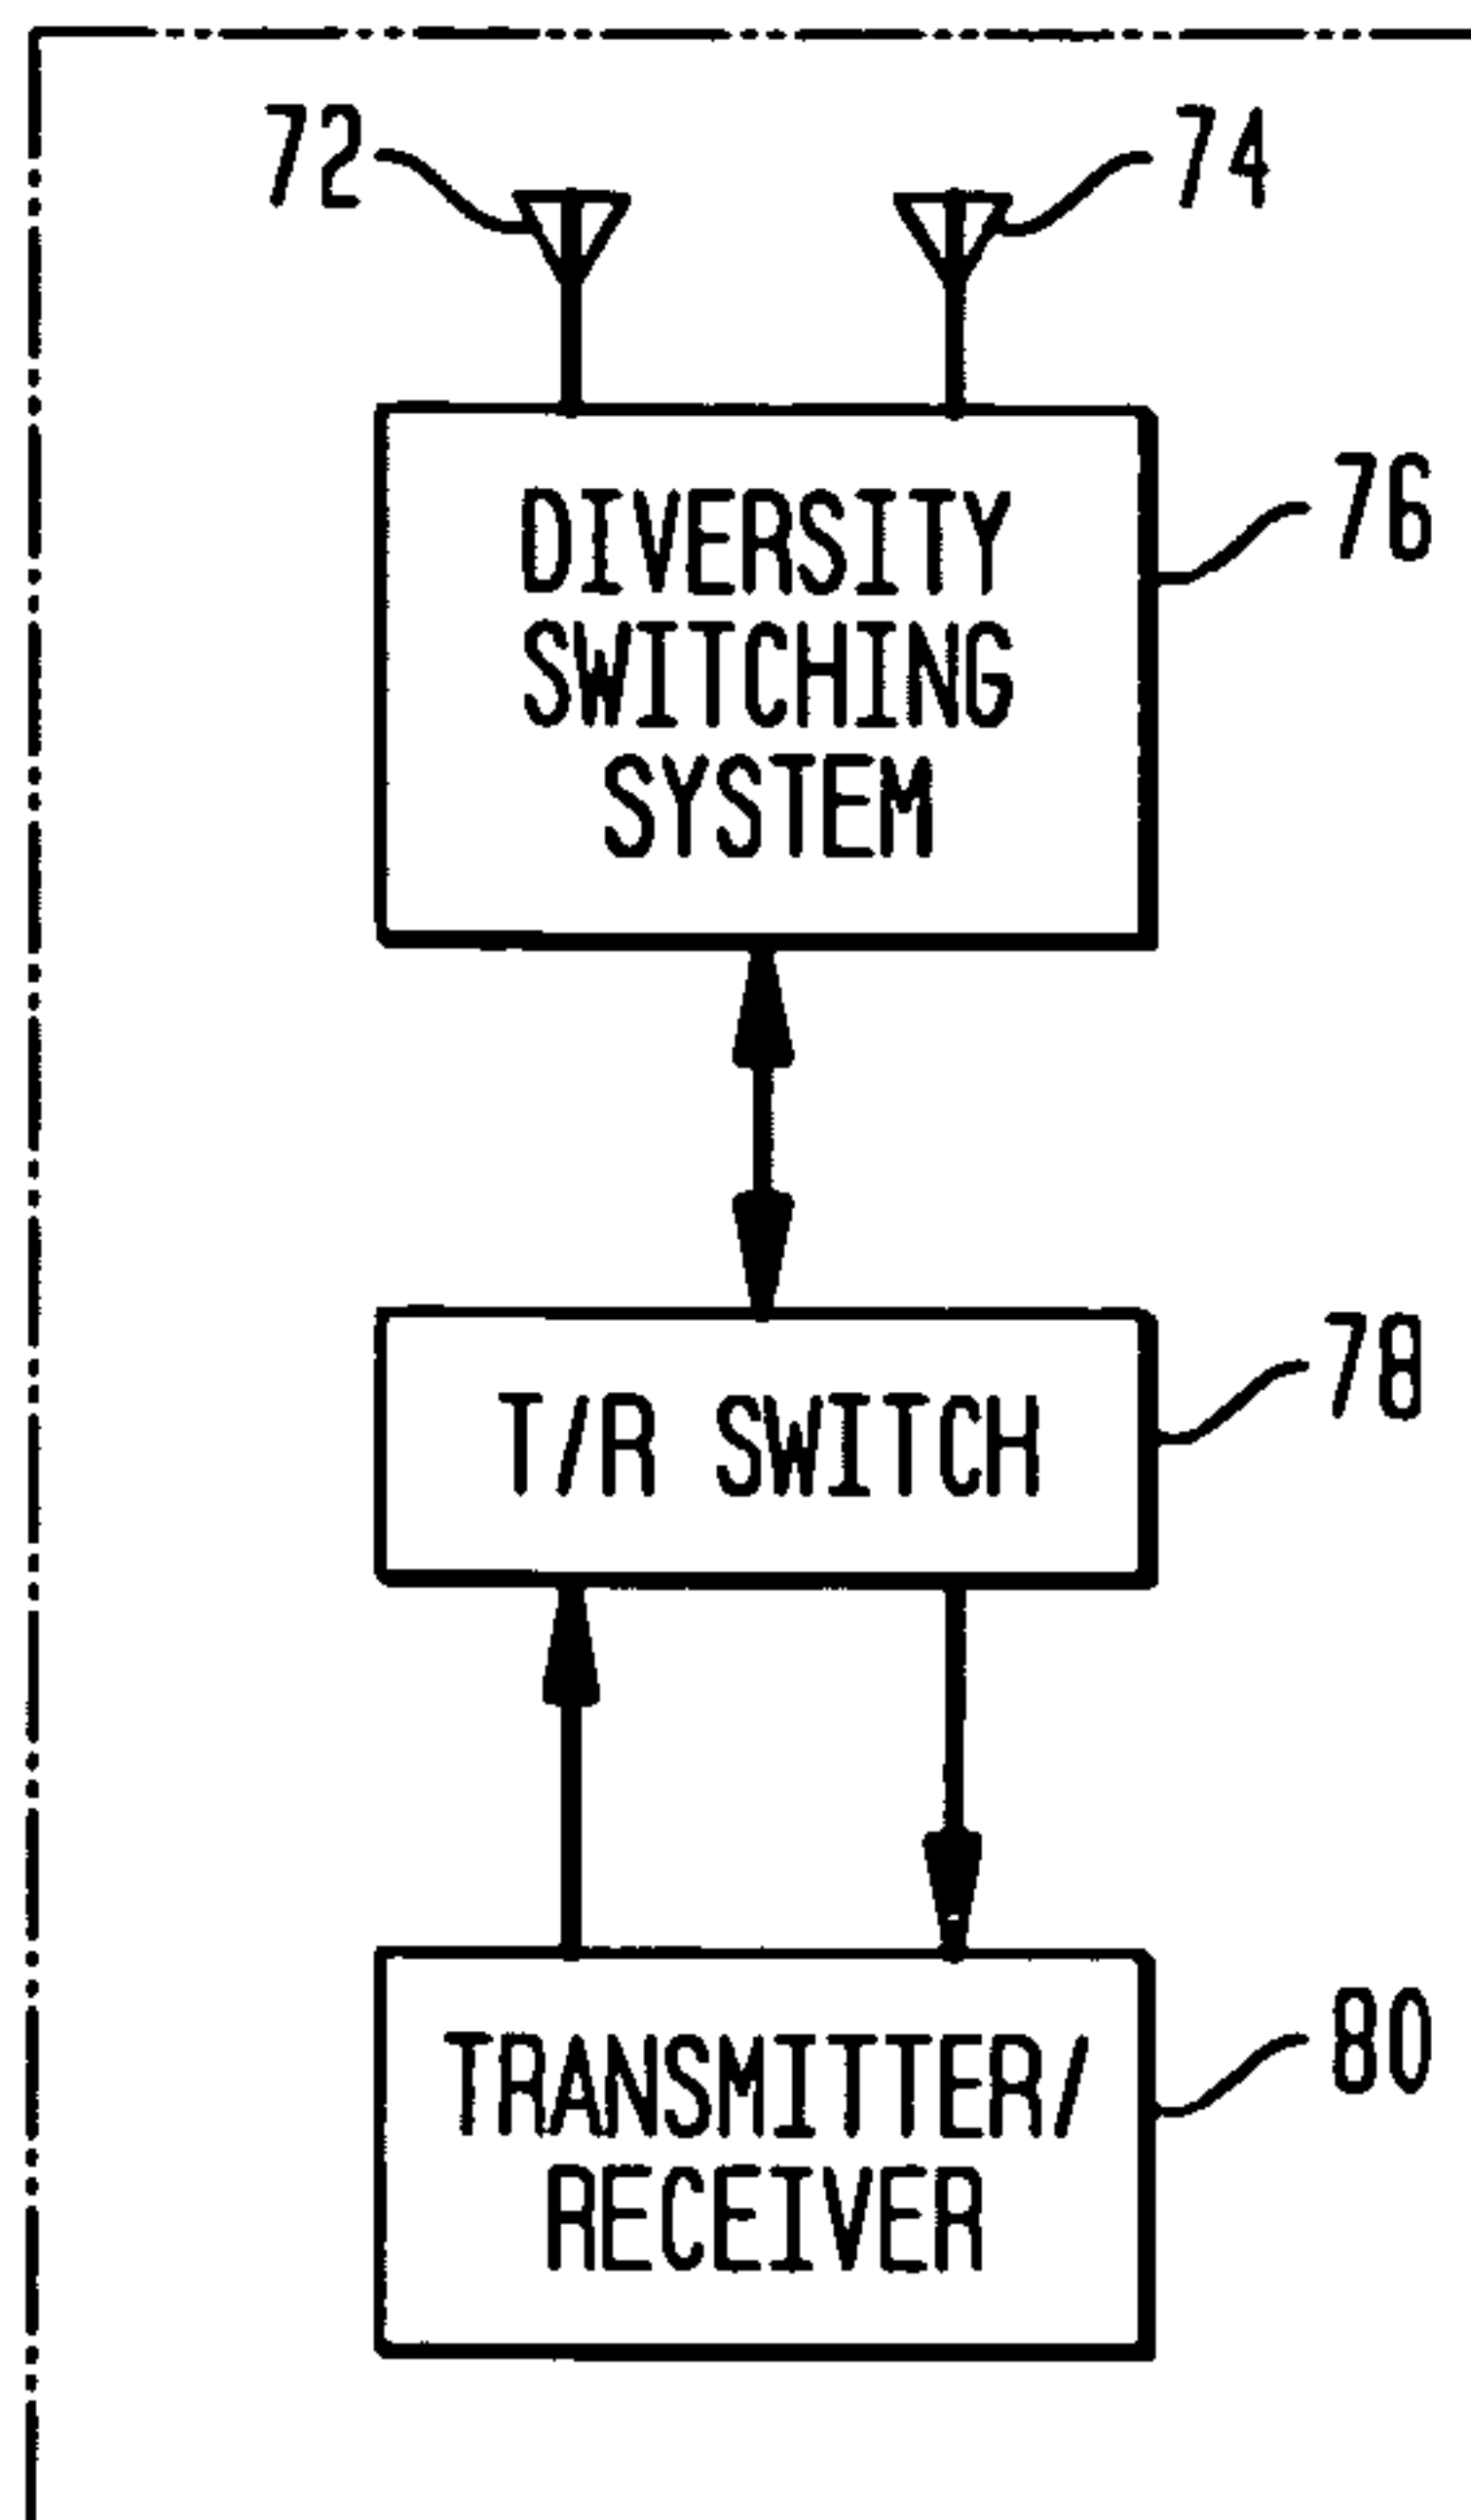 72
74
DIVERSITY
SWITCHING
SYSTEM
76
T/R SWITCH
78
TRANSMITTER/
RECEIVER
80